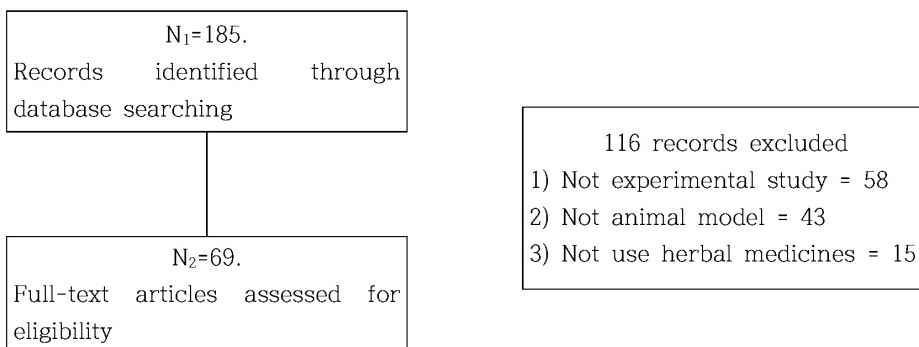 N₁=185.
Records identified through
database searching
116 records excluded
1) Not experimental study = 58
2) Not animal model = 43
3) Not use herbal medicines = 15
N₂=69.
Full-text articles assessed for
eligibility